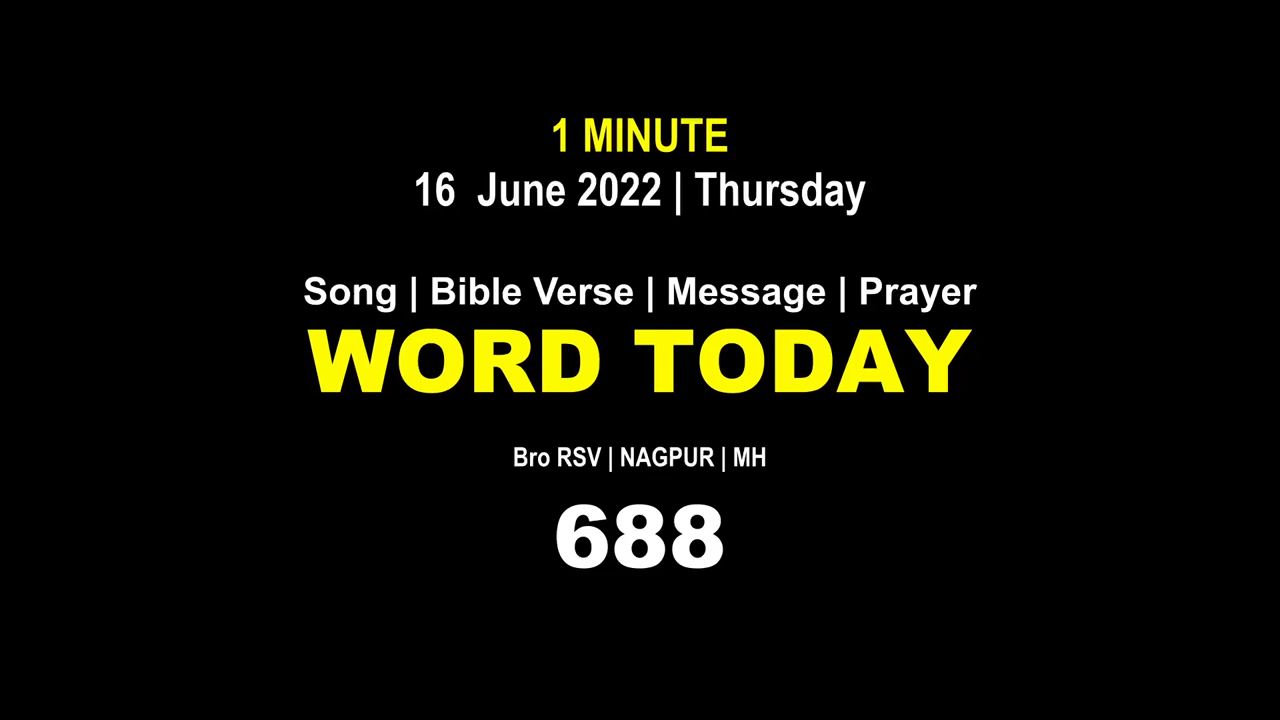 1 MINUTE
16 June 2022 | Thursday
Song | Bible Verse | Message | Prayer
WORD TODAY
Bro RSV | NAGPUR | MH
688